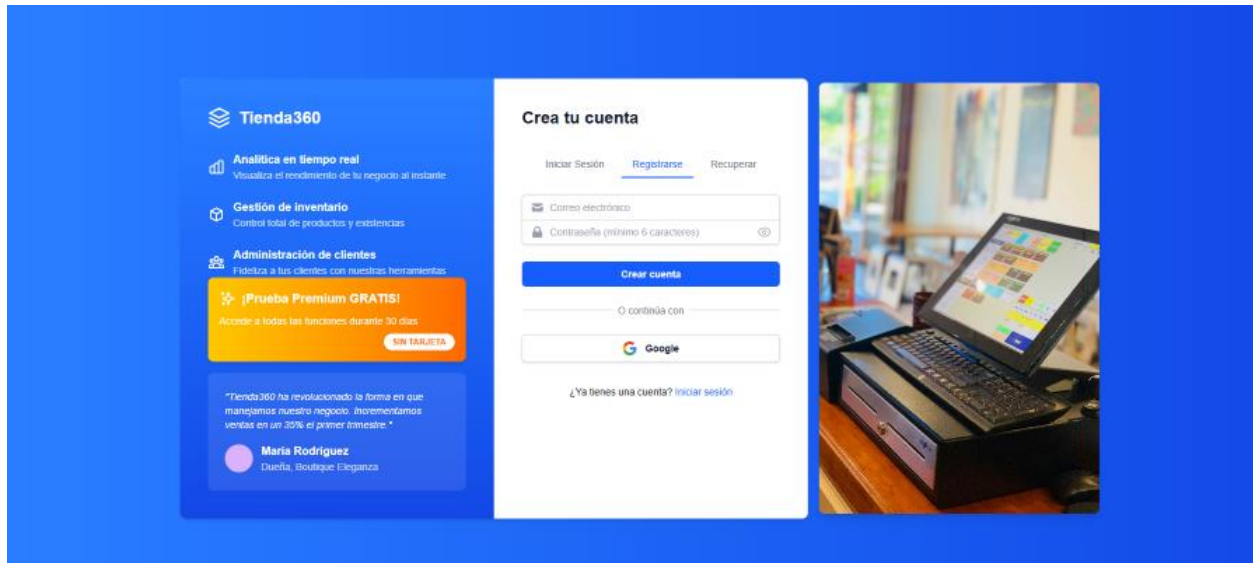 Tienda360
Analítica en tiempo real
Visualiza el rendimiento de tu negocio al instante
Gestión de inventario
Control total de productos y existencias
Administración de clientes
Fideliza a tus clientes con nuestras herramientas
¡Prueba Premium GRATIS!
Accede a todas las funciones durante 30 días
SIN TARJETA
"Tienda360 ha revolucionado la forma en que
manejamos nuestro negocio. Incrementamos
ventas en un 35% el primer trimestre."
María Rodríguez
Dueña, Boutique Eleganza
Crea tu cuenta
Iniciar Sesión Registrarse Recuperar
Correo electrónico
Contraseña (mínimo 6 caracteres)
Crear cuenta
O continúa con
Google
¿Ya tienes una cuenta? Iniciar sesión